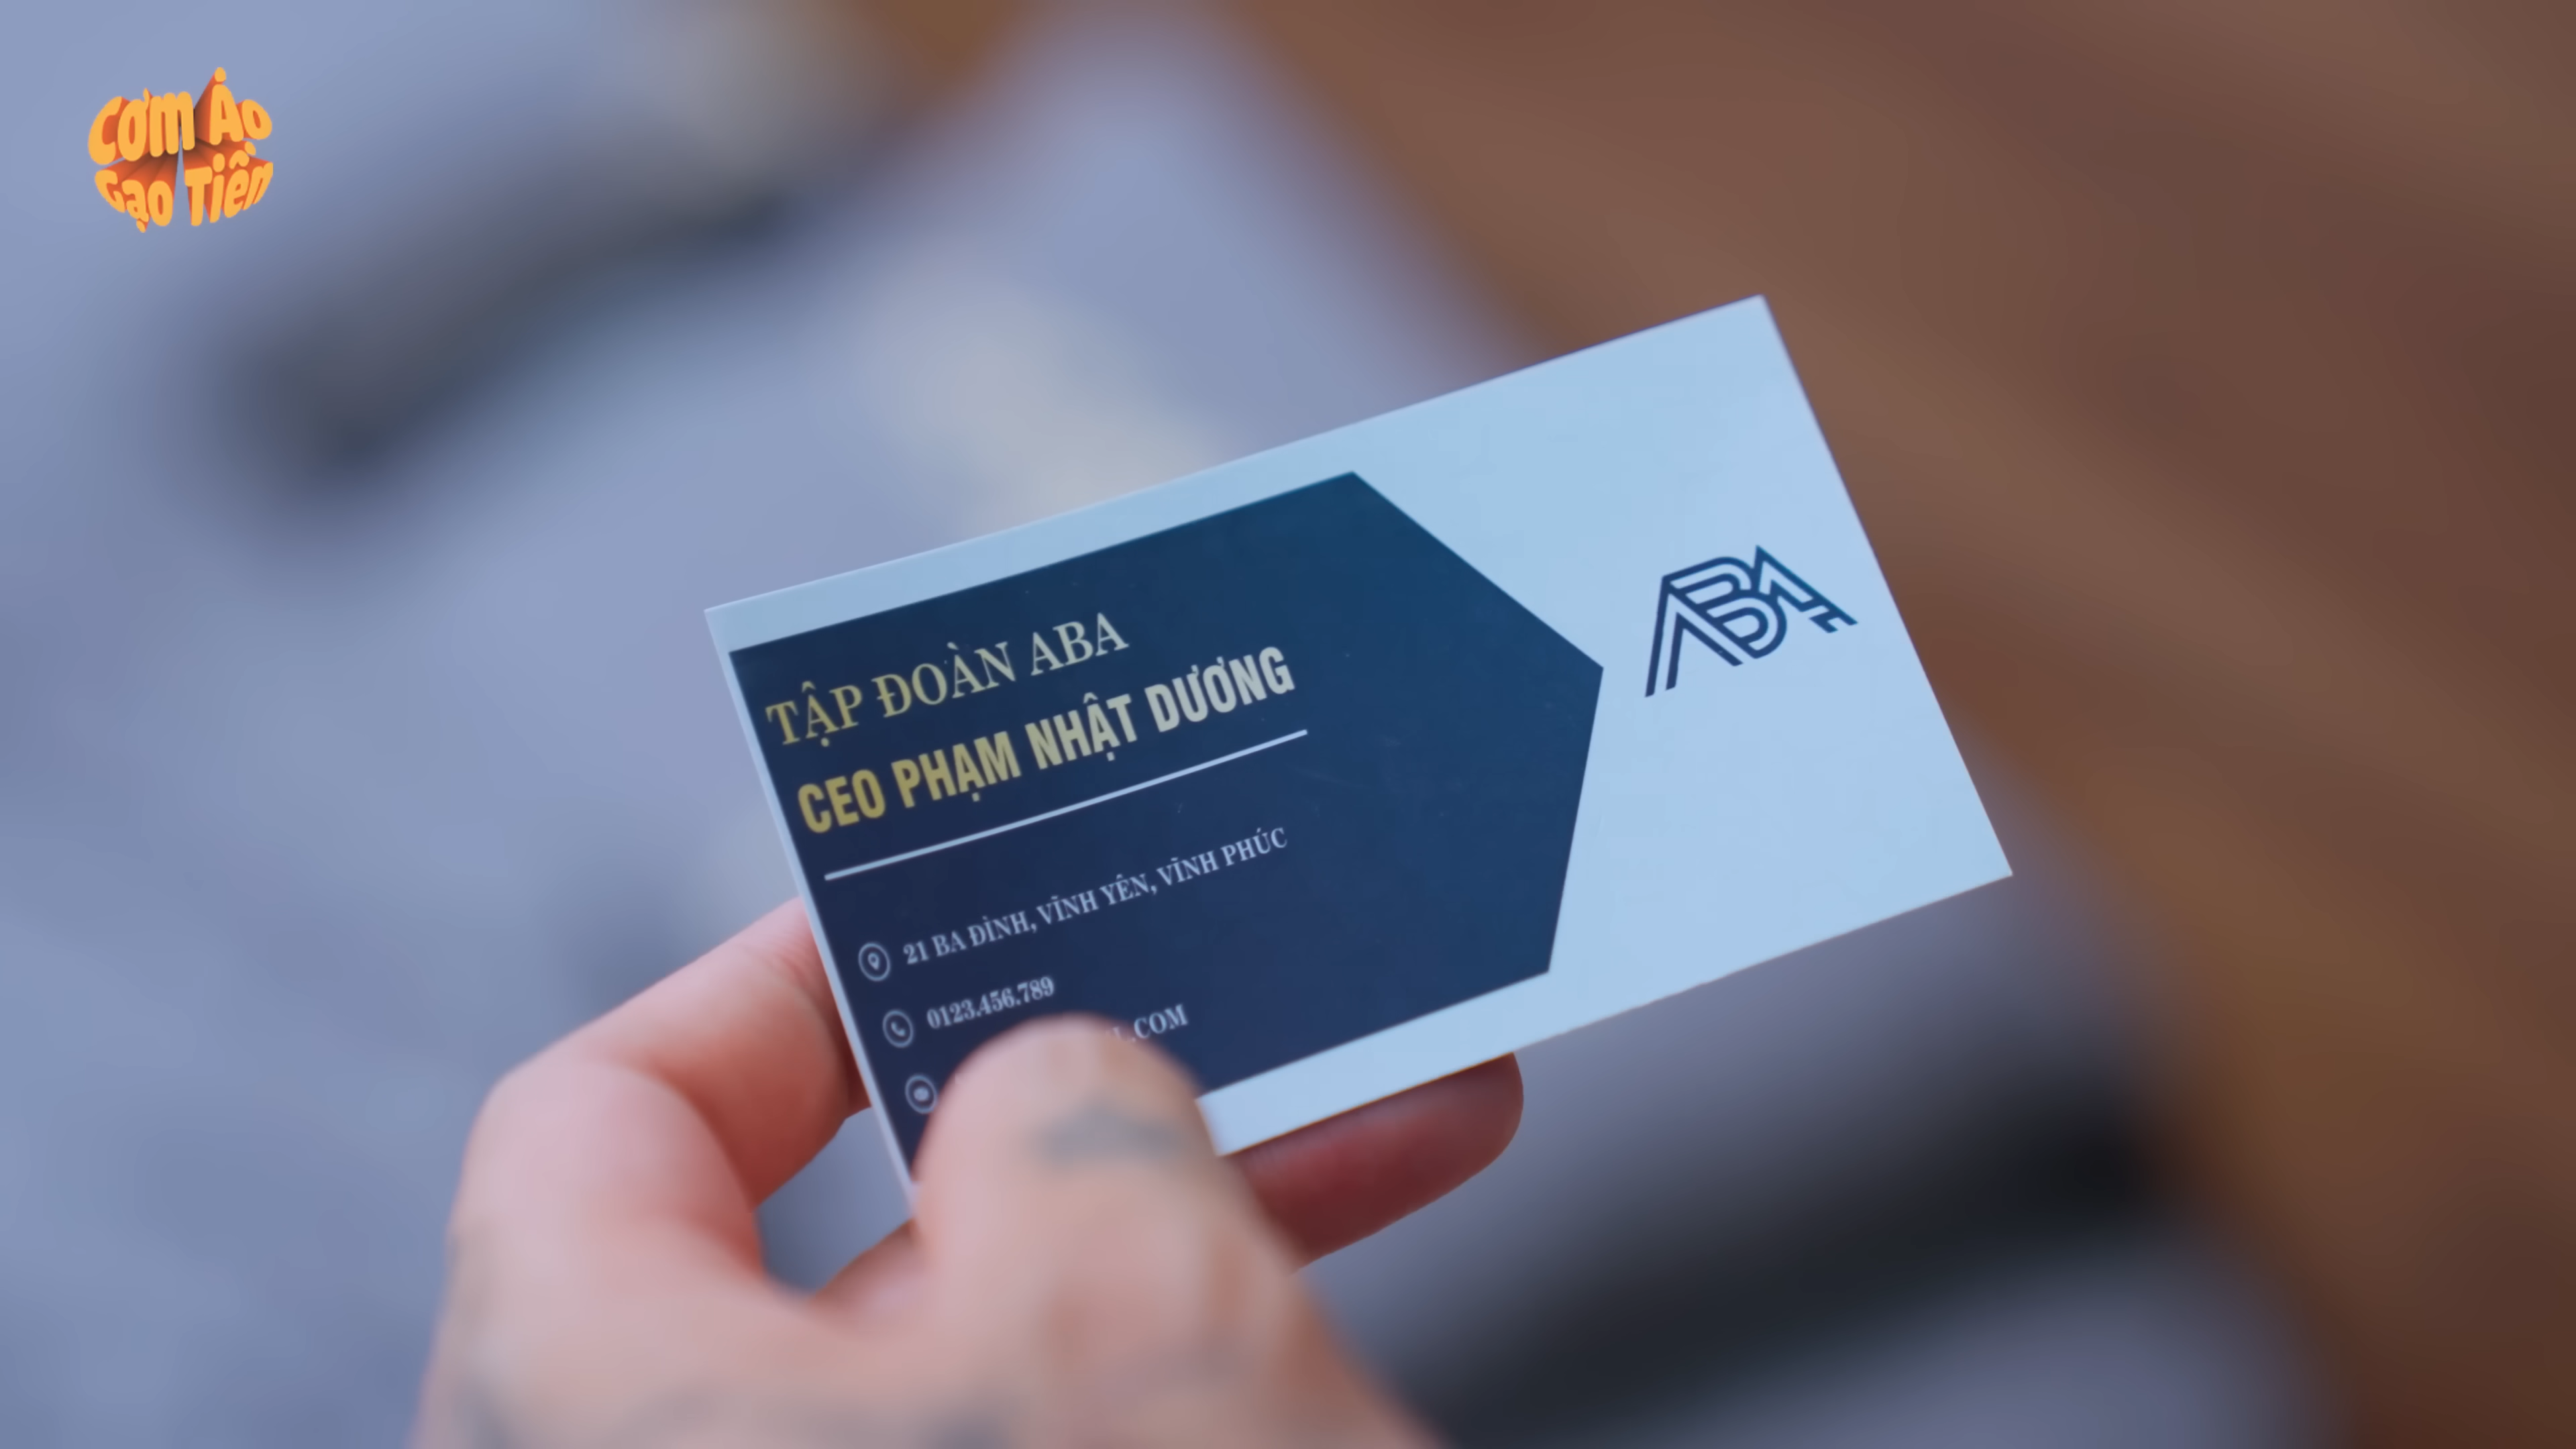 Cơm Áo
Gạo Tiền
TẬP ĐOÀN ABA
CEO PHẠM NHẬT DƯƠNG
ABA
21 BA ĐÌNH, VĨNH YÊN, VĨNH PHÚC
0123.456.789
L.COM